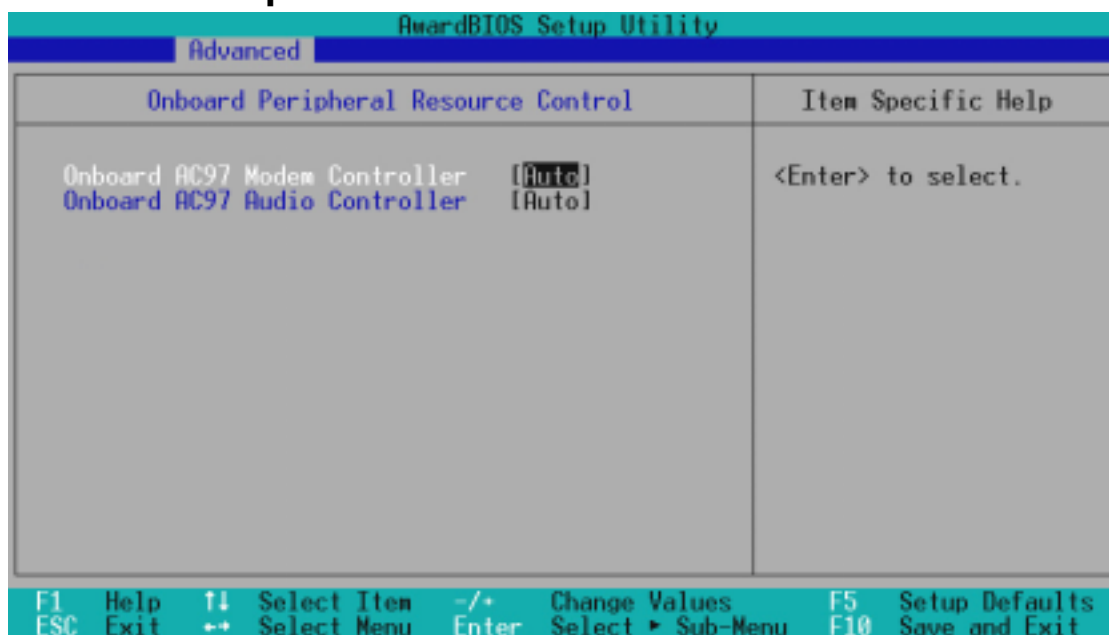 AwardBIOS Setup Utility
Advanced
Onboard Peripheral Resource Control
Item Specific Help
Onboard AC97 Modem Controller [Auto]
<Enter> to select.
Onboard AC97 Audio Controller [Auto]
F1 Help ↑↓ Select Item -/+ Change Values F5 Setup Defaults
ESC Exit ←→ Select Menu Enter Select ► Sub-Menu F10 Save and Exit